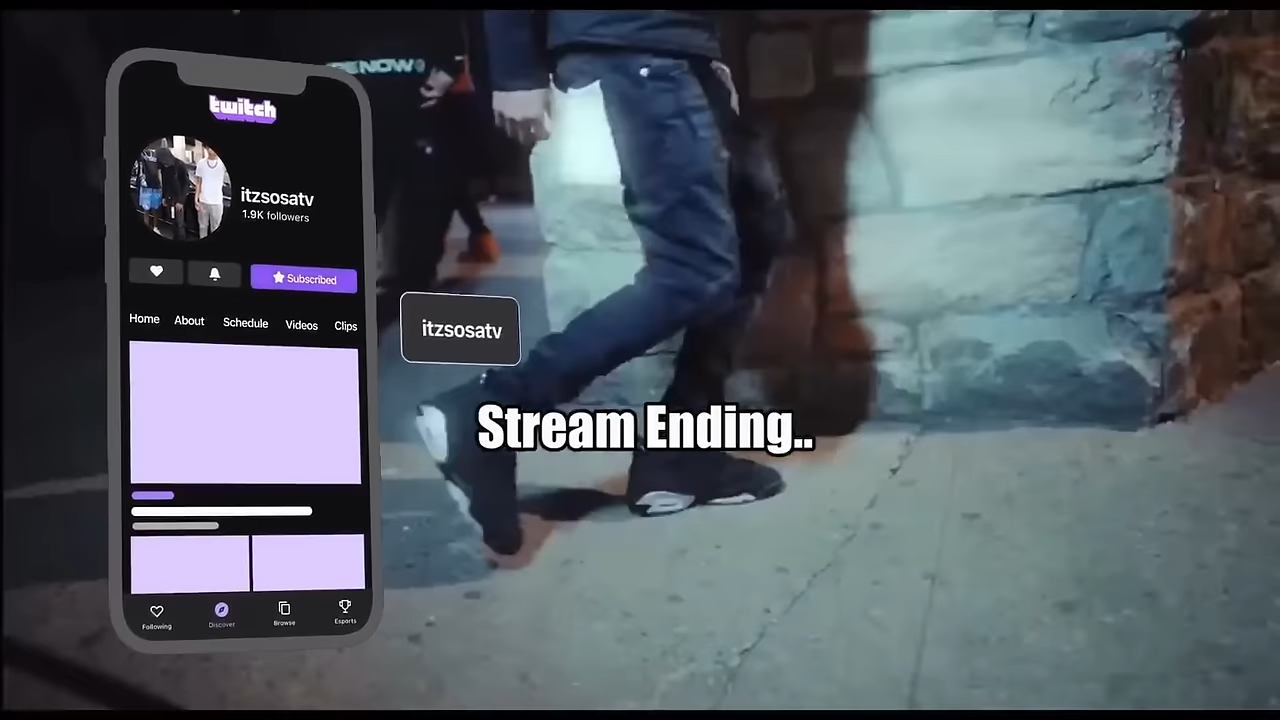 twitch
itzsosatv
1.9K followers
Subscribed
Home About Schedule Videos Clips
itzsosatv
Stream Ending..
Following Discover Browse Esports